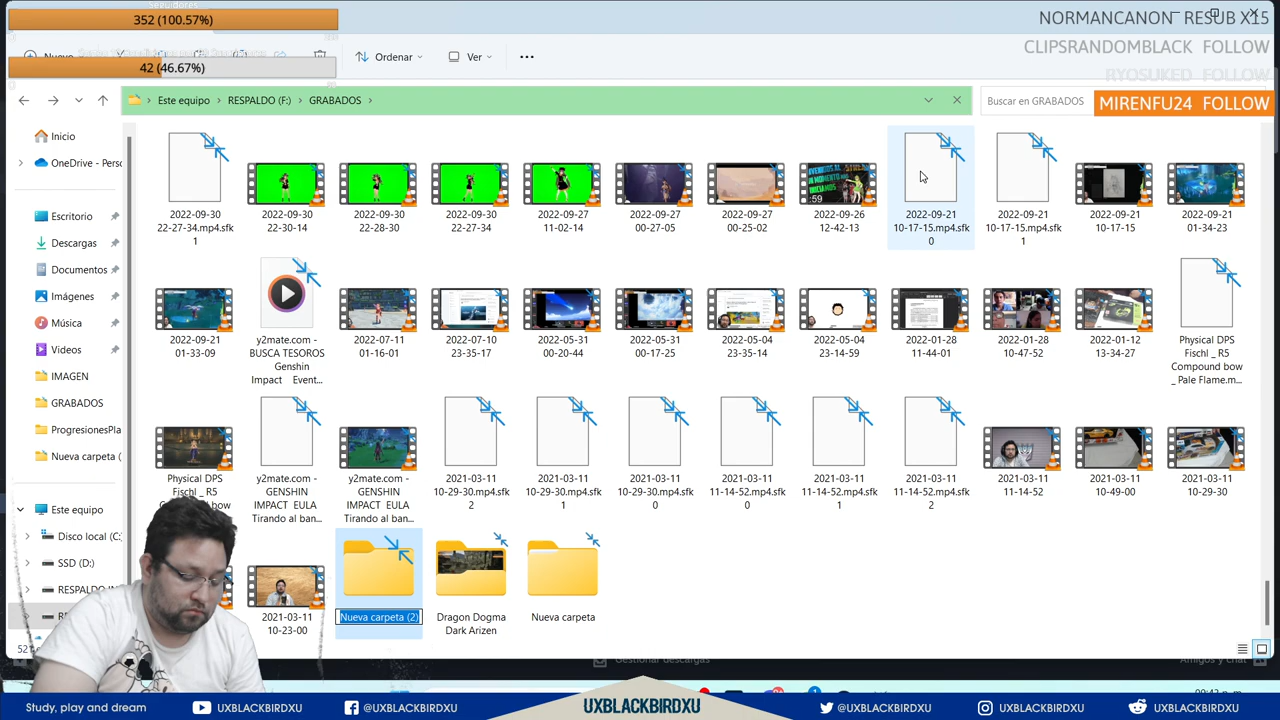 Seguidores
352 (100.57%)
NORMANCANON RESUB X15
CLIPSRANDOMBLACK FOLLOW
RYOSUKED FOLLOW
MIRENFU24 FOLLOW
Nuevo
Ordenar
Ver
42 (46.67%)
Este equipo > RESPALDO (F:) > GRABADOS >
Buscar en GRABADOS
Inicio
OneDrive - Perso
Escritorio
Descargas
Documentos
Imágenes
Música
Videos
IMAGEN
GRABADOS
ProgresionesPla
Nueva carpeta (
Este equipo
Disco local (C:
SSD (D:)
2022-09-30
22-27-34.mp4.sfk
1
2022-09-30
22-30-14
2022-09-30
22-28-30
2022-09-30
22-27-34
2022-09-27
11-02-14
2022-09-27
00-27-05
2022-09-27
00-25-02
:59
2022-09-26
12-42-13
2022-09-21
10-17-15.mp4.sfk
0
2022-09-21
10-17-15.mp4.sfk
1
2022-09-21
10-17-15
2022-09-21
01-34-23
2022-09-21
01-33-09
y2mate.com -
BUSCA TESOROS
Genshin
Impact Event...
2022-07-11
01-16-01
2022-06-10
23-35-17
2022-05-31
00-20-44
2022-05-31
00-17-25
2022-05-04
23-35-14
2022-05-04
23-14-59
2022-01-28
11-44-01
2022-01-28
10-47-52
2022-01-12
13-34-27
Physical DPS
Fischl _ R5
Compound bow
_ Pale Flame.m...
Physical DPS
Fischl _ R5
y2mate.com -
GENSHIN
IMPACT EULA
Tirando al ban...
y2mate.com -
GENSHIN
IMPACT EULA
Tirando al ban...
2021-03-11
10-29-30.mp4.sfk
2
2021-03-11
10-29-30.mp4.sfk
1
2021-03-11
10-29-30.mp4.sfk
0
2021-03-11
11-14-52.mp4.sfk
0
2021-03-11
11-14-52.mp4.sfk
1
2021-03-11
11-14-52.mp4.sfk
2
2021-03-11
11-14-52
2021-03-11
10-49-00
2021-03-11
10-29-30
2021-03-11
10-23-00
Nueva carpeta (2)
Dragon Dogma
Dark Arizen
Nueva carpeta
Gestionar descargas
Amigos y chat
Study, play and dream
UXBLACKBIRDXU
@UXBLACKBIRDXU
UXBLACKBIRDXU
@UXBLACKBIRDXU
UXBLACKBIRDXU
UXBLACKBIRDXU